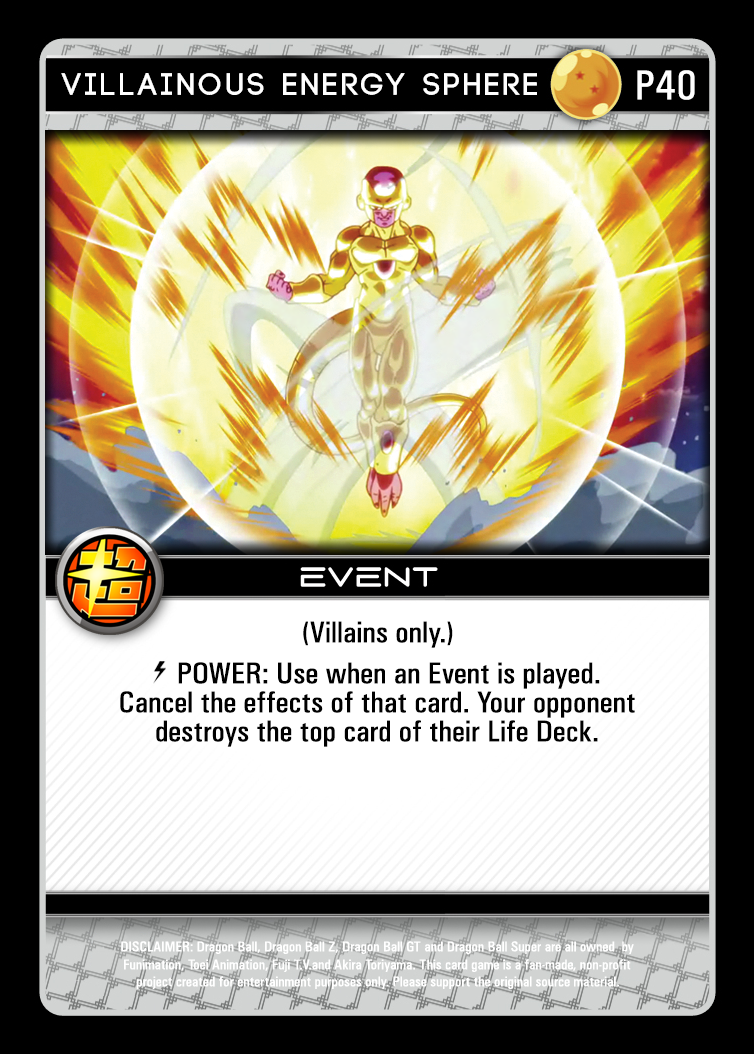 VILLAINOUS ENERGY SPHERE P40
EVENT
(Villains only.)
POWER: Use when an Event is played.
Cancel the effects of that card. Your opponent
destroys the top card of their Life Deck.
DISCLAIMER: Dragon Ball, Dragon Ball Z, Dragon Ball GT and Dragon Ball Super are all owned by
Funimation, Toei Animation, Fuji T.V.and Akira Toriyama. This card game is a fan-made, non-profit
project created for entertainment purposes only. Please support the original source material.